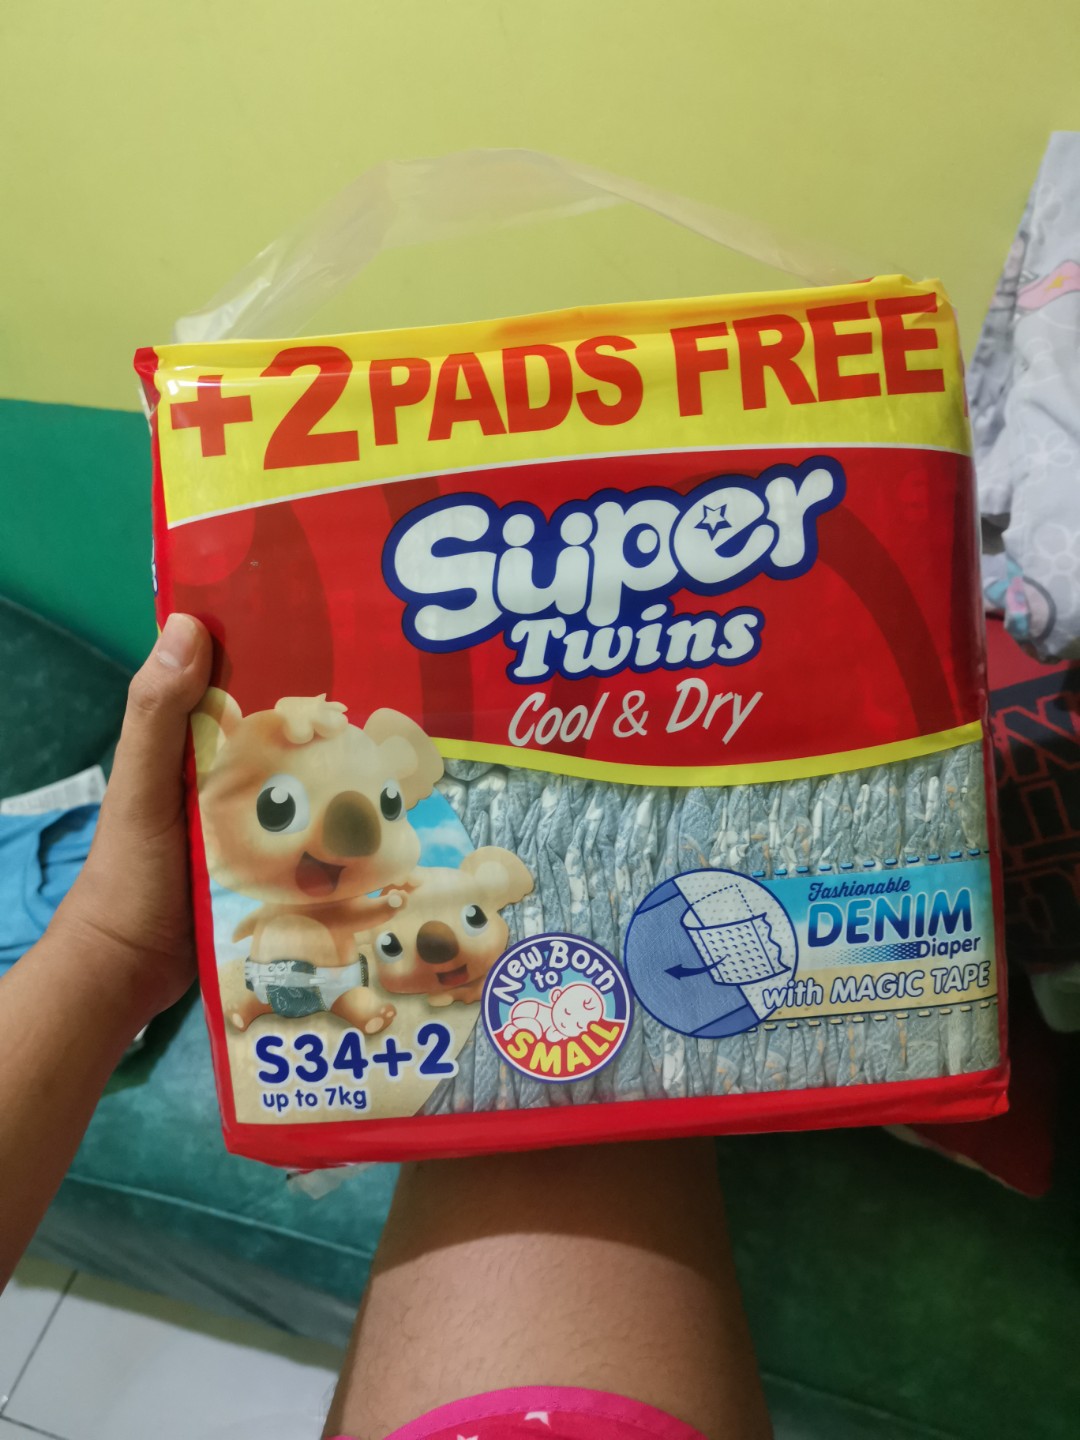 +2 PADS FREE
Süper
Twins
Cool & Dry
Fashionable
DENIM
Diaper
with MAGIC TAPE
New Born
to
SMALL
S34+2
up to 7kg